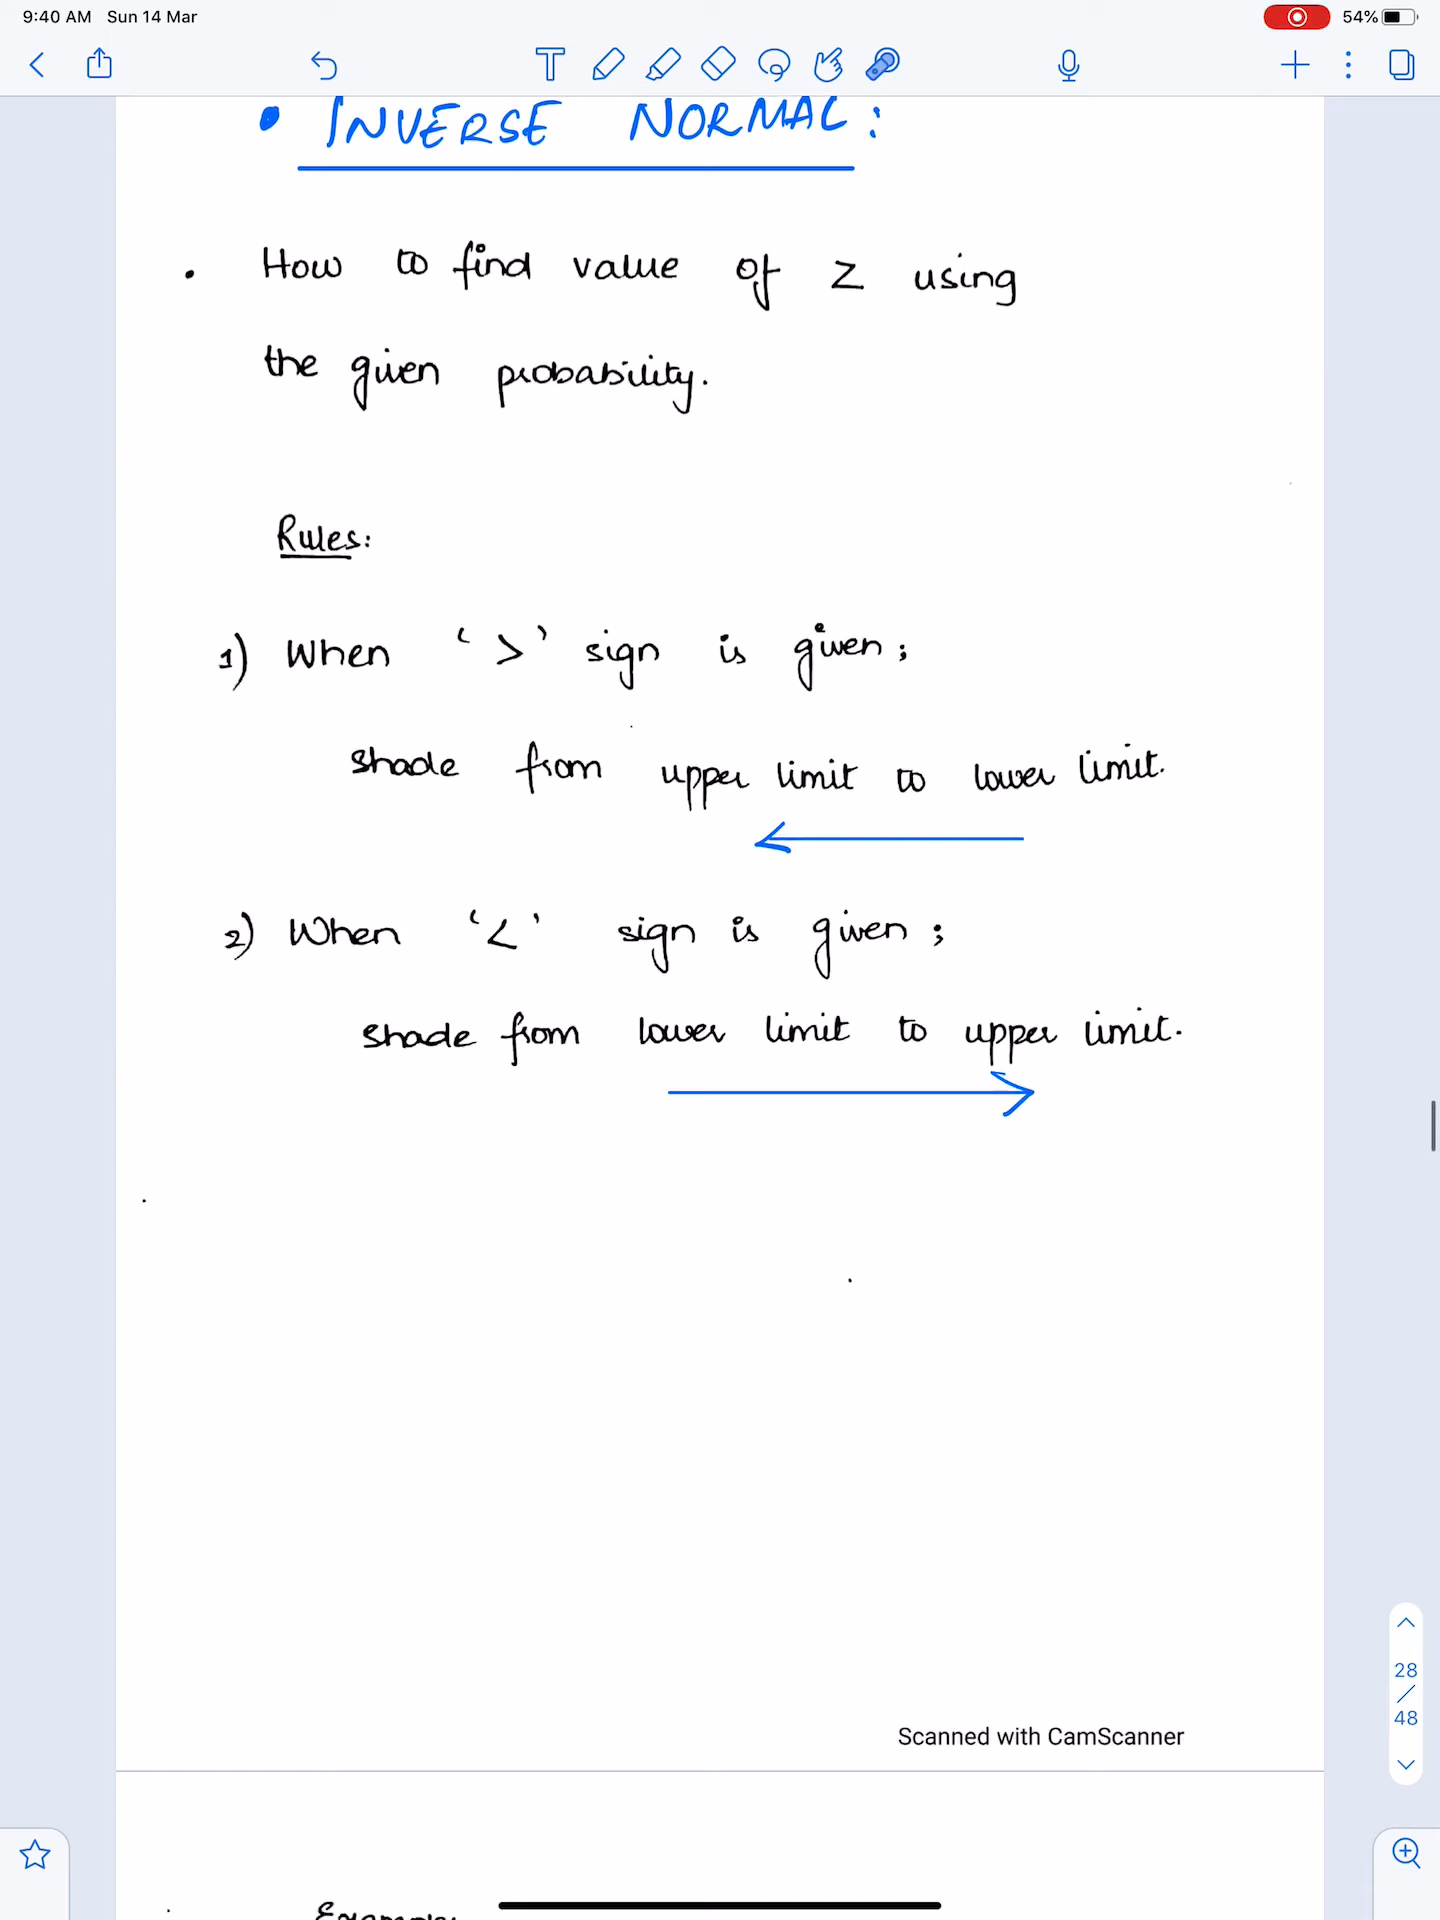 9:40 AM Sun 14 Mar
54%
• INVERSE NORMAL:
• How to find value of z using
the given probability.
Rules:
1) When '>' sign is given;
shade from upper limit to lower limit.
2) When '<' sign is given;
shade from lower limit to upper limit.
28
/
48
Scanned with CamScanner